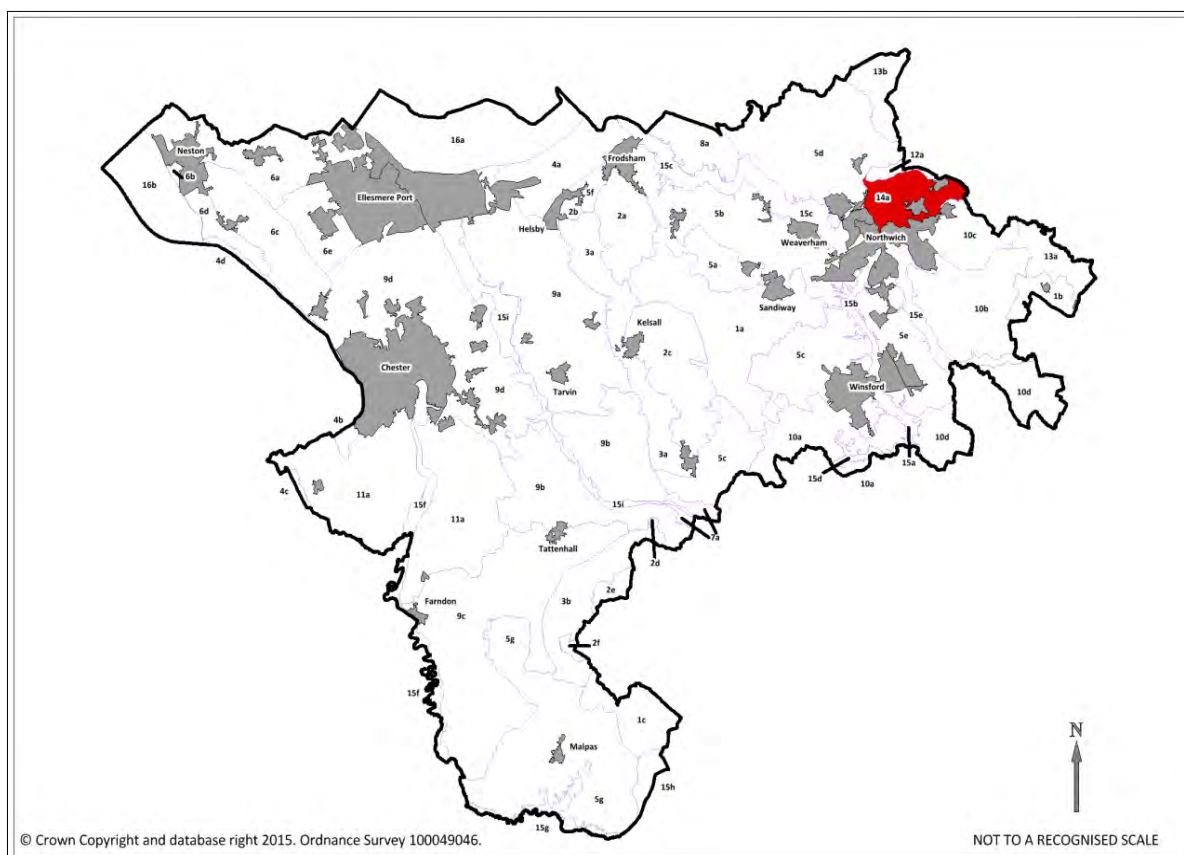 13b
16a
8a
5d
4a
Frodsham
15c
12a
Neston
6a
6b
16b
14a
Ellesmere Port
5f
2b
2a
5b
15c
6d
6c
Helsby
Weaverham
Northwich
10c
6e
3a
4d
5a
13a
9d
9a
1b
15i
15b
15e
10b
Sandiway
Kelsall
1a
5e
2c
5c
Chester
Winsford
Tarvin
9d
10d
4b
9b
3a
5c
10a
10d
15a
15d
10a
4c
11a
15f
9b
15i
11a
7a
Tattenhall
2d
2e
Farndon
3b
9c
5g
2f
15f
1c
N
Malpas
15h
5g
15g
© Crown Copyright and database right 2015. Ordnance Survey 100049046.
NOT TO A RECOGNISED SCALE